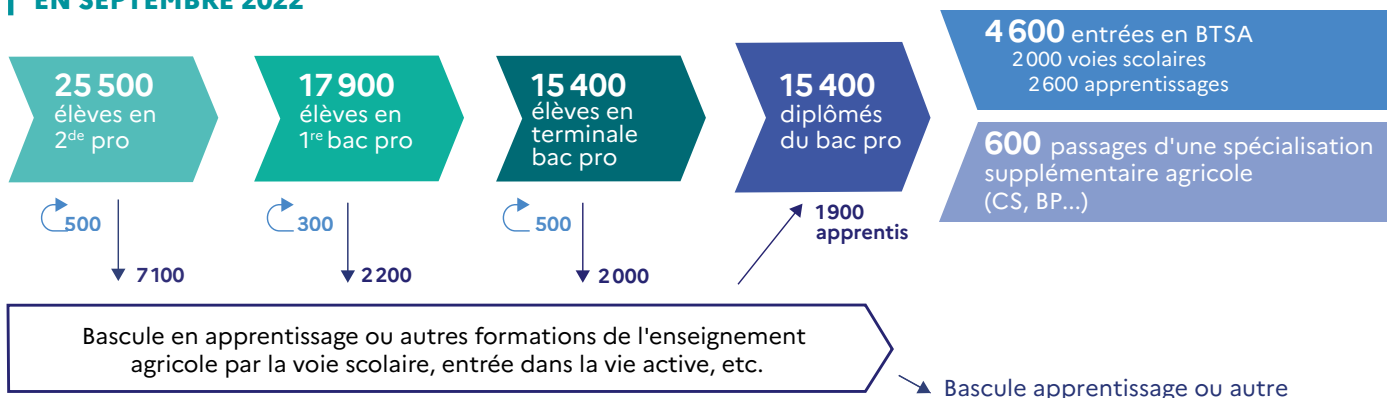 EN SEPTEMBRE 2022
25 500
élèves en
2de pro
17 900
élèves en
1re bac pro
15 400
élèves en
terminale
bac pro
15 400
diplômés
du bac pro
4 600 entrées en BTSA
2 000 voies scolaires
2 600 apprentissages
600 passages d'une spécialisation
supplémentaire agricole
(CS, BP...)
500
300
500
1 900
apprentis
7 100
2 200
2 000
Bascule en apprentissage ou autres formations de l'enseignement
agricole par la voie scolaire, entrée dans la vie active, etc.
Bascule apprentissage ou autre